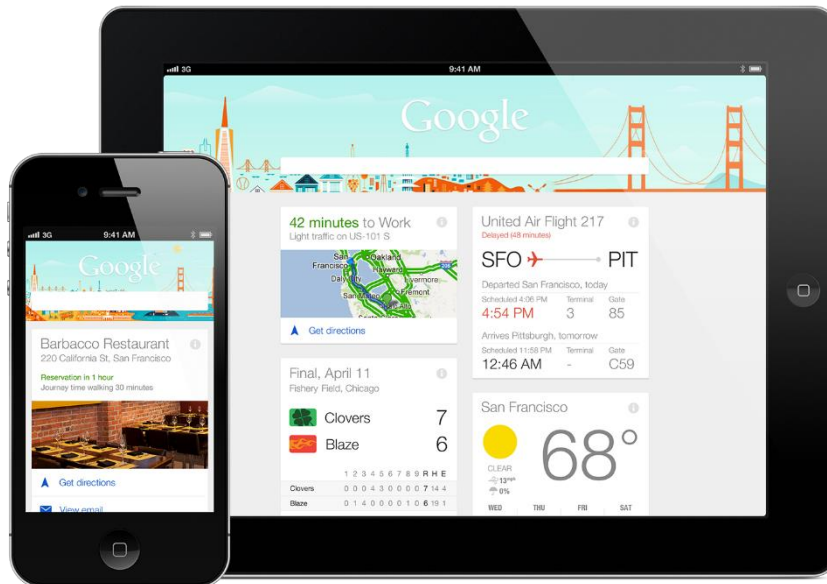 3G 9:41 AM
Google
42 minutes to Work
Light traffic on US-101 S
San Francisco
Oakland
Hayward
Daly City
Livermore
San Mateo
Fremont
Palo Alto
Get directions
Final, April 11
Fishery Field, Chicago
Clovers 7
Blaze 6
1 2 3 4 5 6 7 8 9 R H E
Clovers 0 0 0 4 3 0 0 0 0 7 14 4
Blaze 0 1 4 0 0 0 0 1 0 6 19 1
United Air Flight 217
Delayed (48 minutes)
SFO PIT
Departed San Francisco, today
Scheduled 4:06 PM Terminal Gate
4:54 PM 3 85
Arrives Pittsburgh, tomorrow
Scheduled 11:58 PM Terminal Gate
12:46 AM - C59
San Francisco
68°
CLEAR
13mph
0%
WED THU FRI SAT
3G 9:41 AM
Google
Barbacco Restaurant
220 California St, San Francisco
Reservation in 1 hour
Journey time walking 30 minutes
Get directions
View email